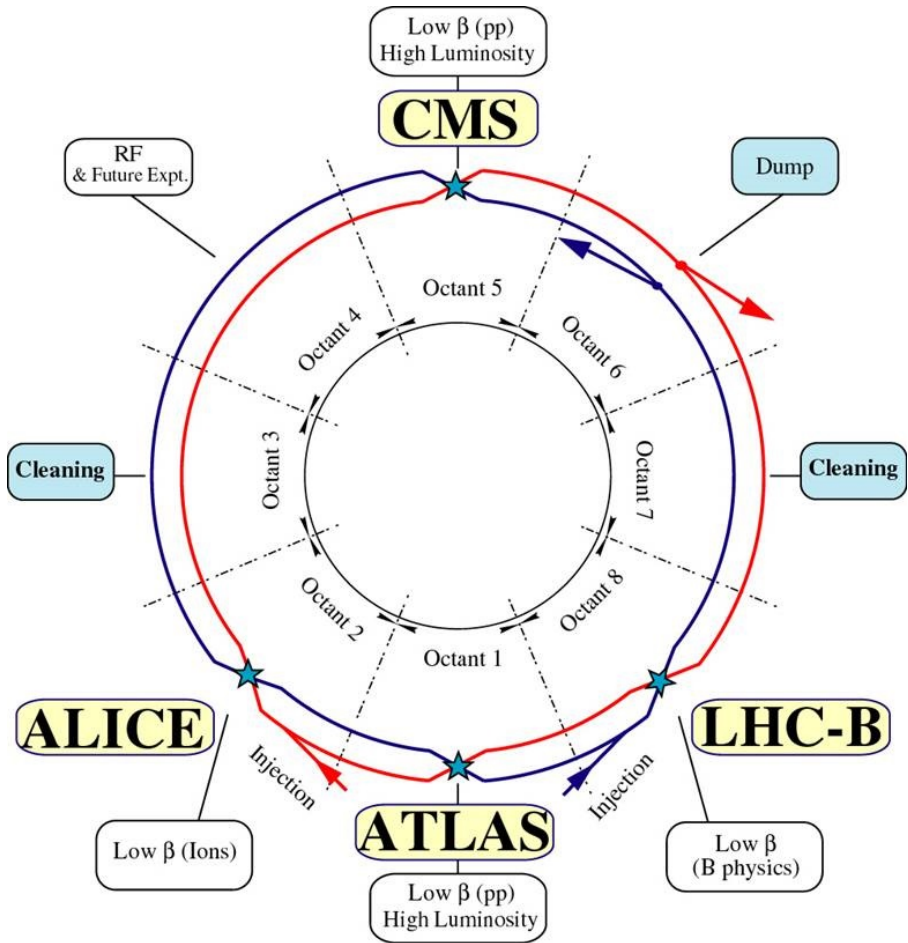 Low β (pp)
High Luminosity
CMS
RF
& Future Expt.
Dump
Octant 5
Octant 4
Octant 6
Cleaning
Octant 3
Octant 7
Cleaning
Octant 2
Octant 8
Octant 1
ALICE
LHC-B
Injection
Injection
ATLAS
Low β (Ions)
Low β
(B physics)
Low β (pp)
High Luminosity